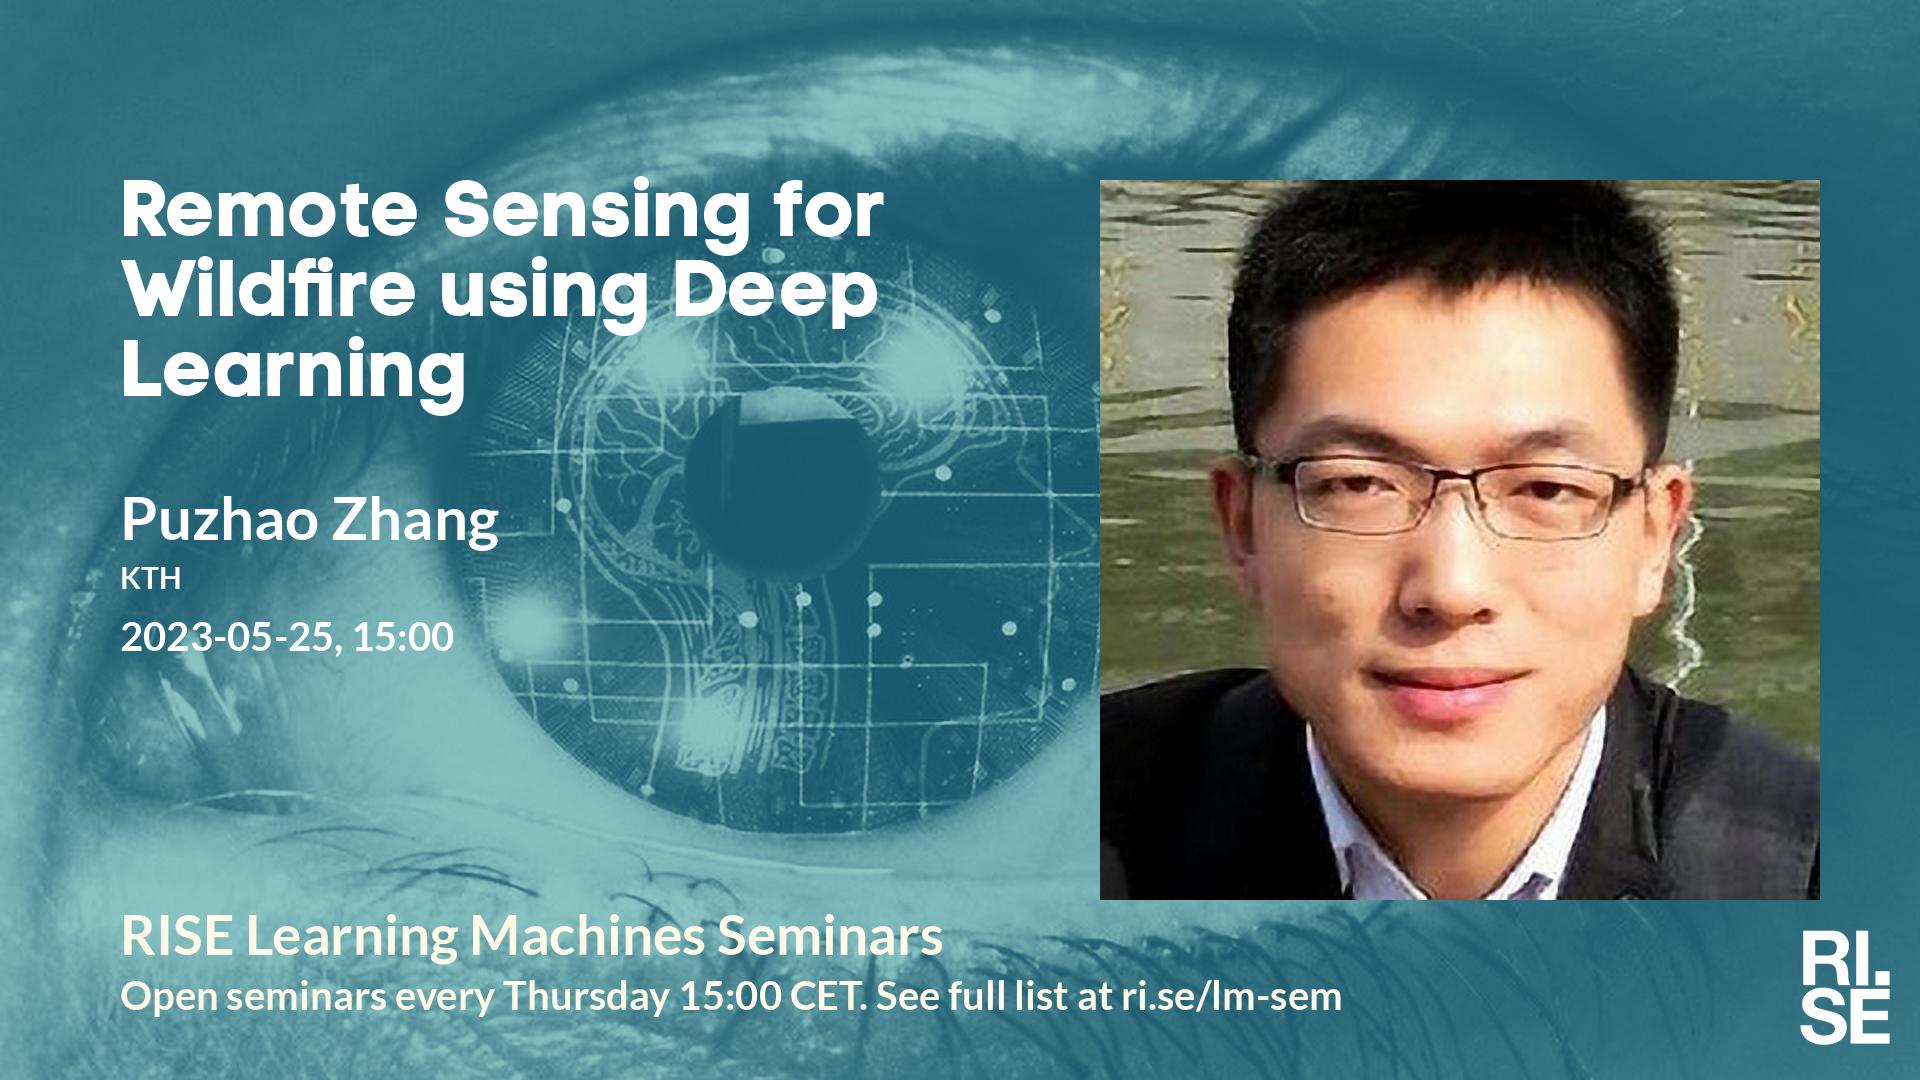 Remote Sensing for
Wildfire using Deep
Learning
Puzhao Zhang
KTH
2023-05-25, 15:00
RISE Learning Machines Seminars
Open seminars every Thursday 15:00 CET. See full list at ri.se/lm-sem
RI.
SE